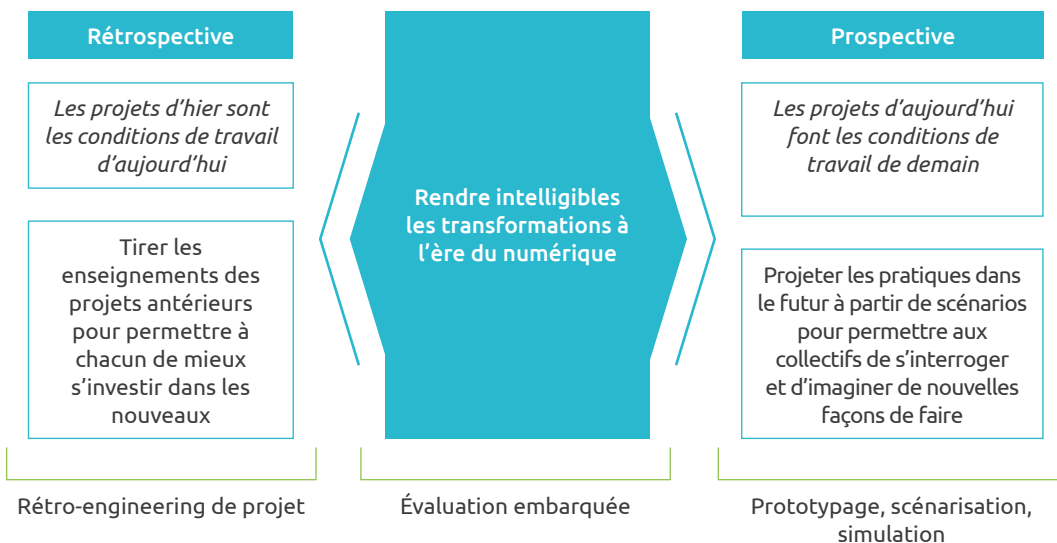 Rétrospective
Les projets d’hier sont
les conditions de travail
d’aujourd’hui
Tirer les
enseignements des
projets antérieurs
pour permettre à
chacun de mieux
s’investir dans les
nouveaux
Rétro-engineering de projet
Rendre intelligibles
les transformations à
l’ère du numérique
Évaluation embarquée
Prospective
Les projets d’aujourd’hui
font les conditions de
travail de demain
Projeter les pratiques dans
le futur à partir de scénarios
pour permettre aux
collectifs de s’interroger
et d’imaginer de nouvelles
façons de faire
Prototypage, scénarisation,
simulation